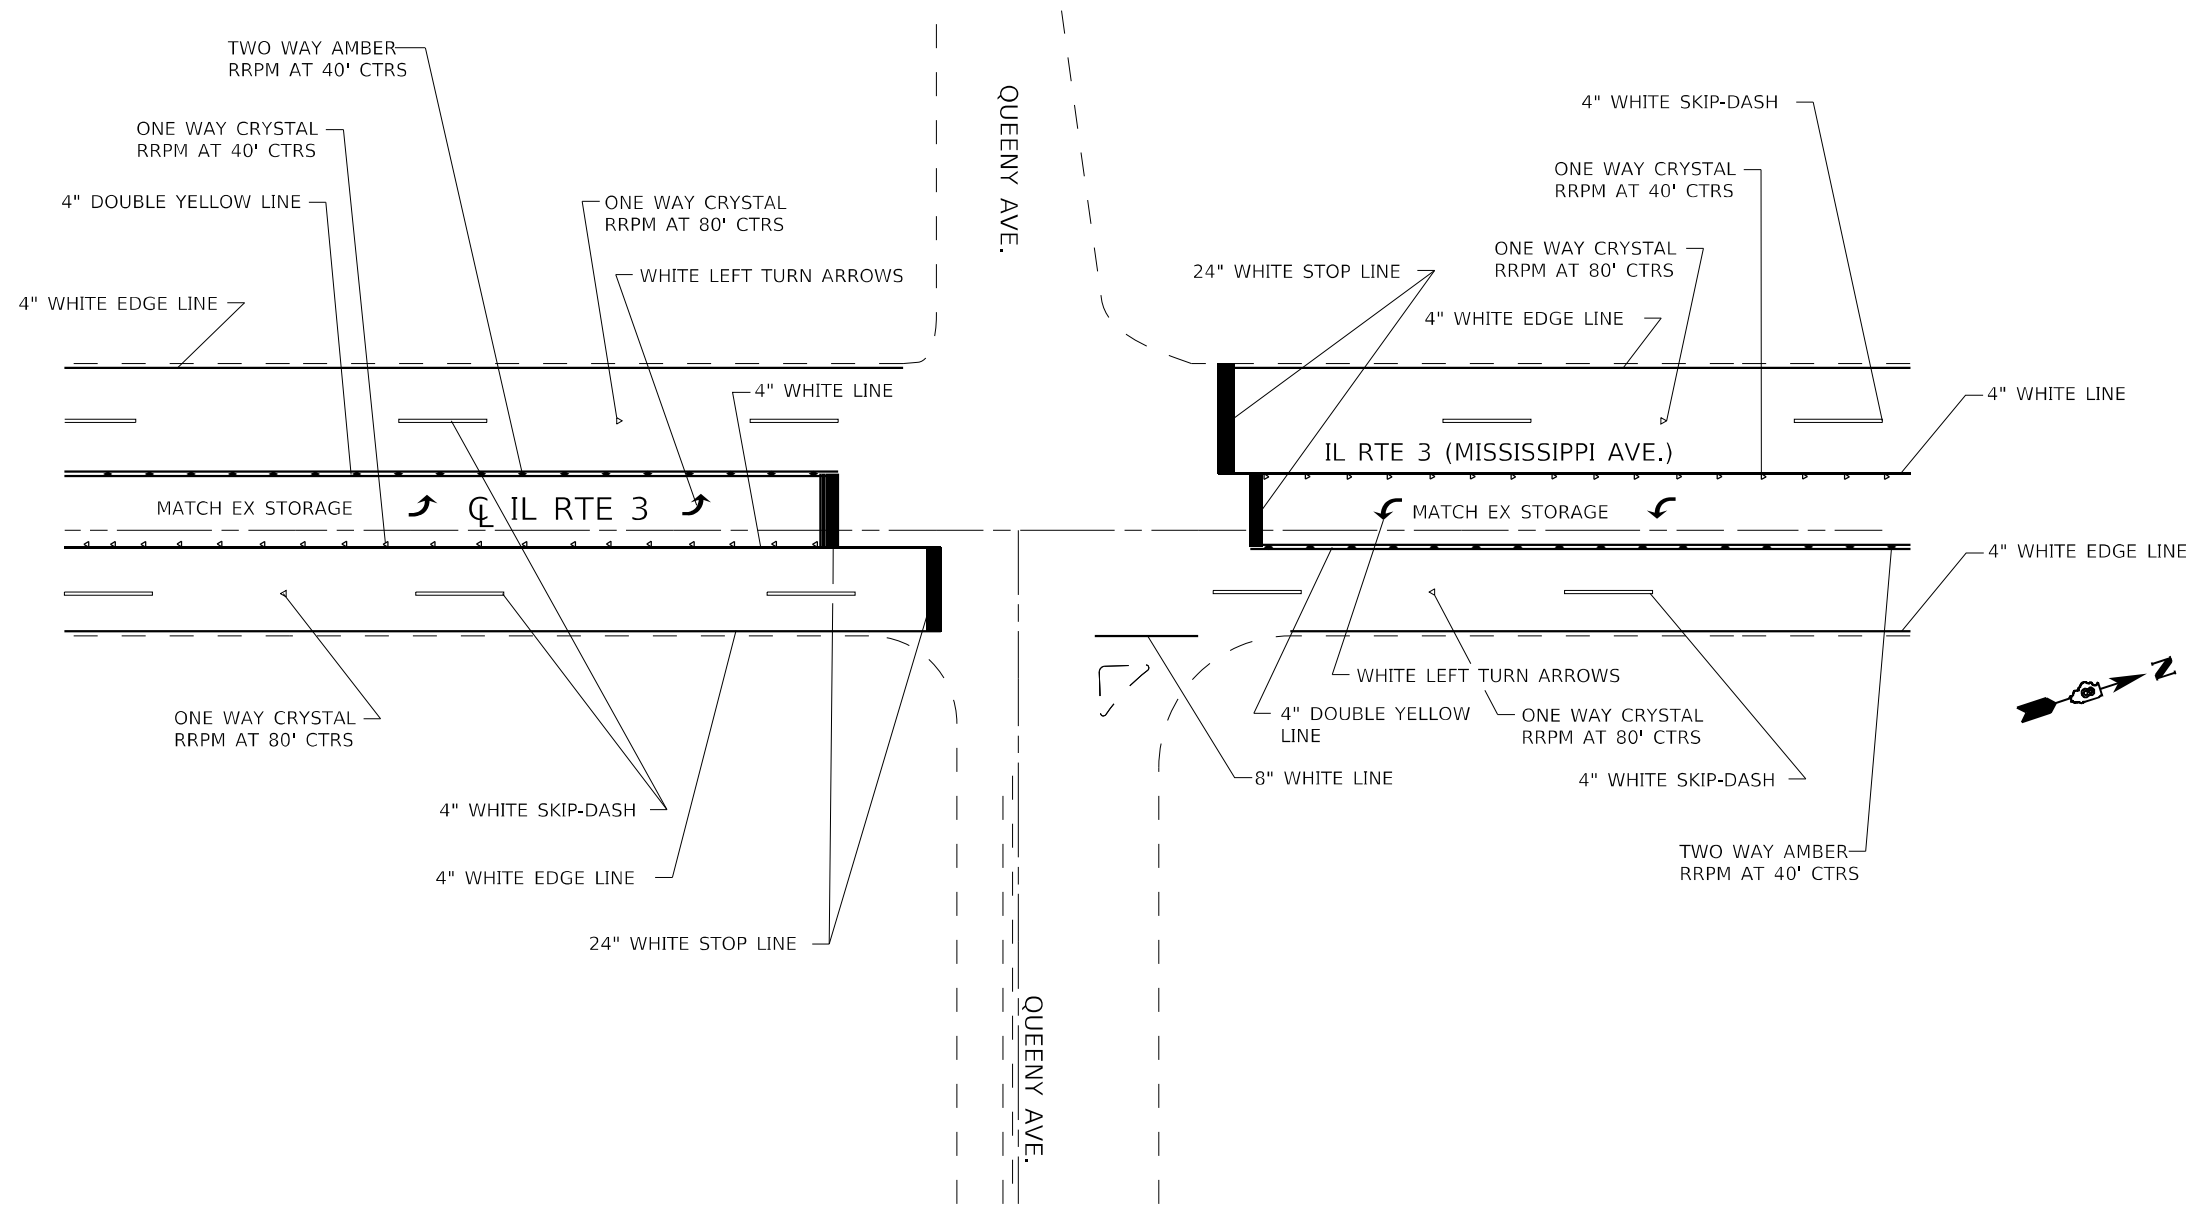 TWO WAY AMBER
RRPM AT 40' CTRS
ONE WAY CRYSTAL
RRPM AT 40' CTRS
4" DOUBLE YELLOW LINE
4" WHITE EDGE LINE
ONE WAY CRYSTAL
RRPM AT 80' CTRS
WHITE LEFT TURN ARROWS
4" WHITE LINE
QUEENY AVE.
4" WHITE SKIP-DASH
ONE WAY CRYSTAL
RRPM AT 40' CTRS
ONE WAY CRYSTAL
RRPM AT 80' CTRS
24" WHITE STOP LINE
4" WHITE EDGE LINE
4" WHITE LINE
IL RTE 3 (MISSISSIPPI AVE.)
MATCH EX STORAGE
℄ IL RTE 3
MATCH EX STORAGE
4" WHITE EDGE LINE
N
ONE WAY CRYSTAL
RRPM AT 80' CTRS
4" WHITE SKIP-DASH
4" WHITE EDGE LINE
24" WHITE STOP LINE
WHITE LEFT TURN ARROWS
4" DOUBLE YELLOW
LINE
ONE WAY CRYSTAL
RRPM AT 80' CTRS
8" WHITE LINE
4" WHITE SKIP-DASH
TWO WAY AMBER
RRPM AT 40' CTRS
QUEENY AVE.